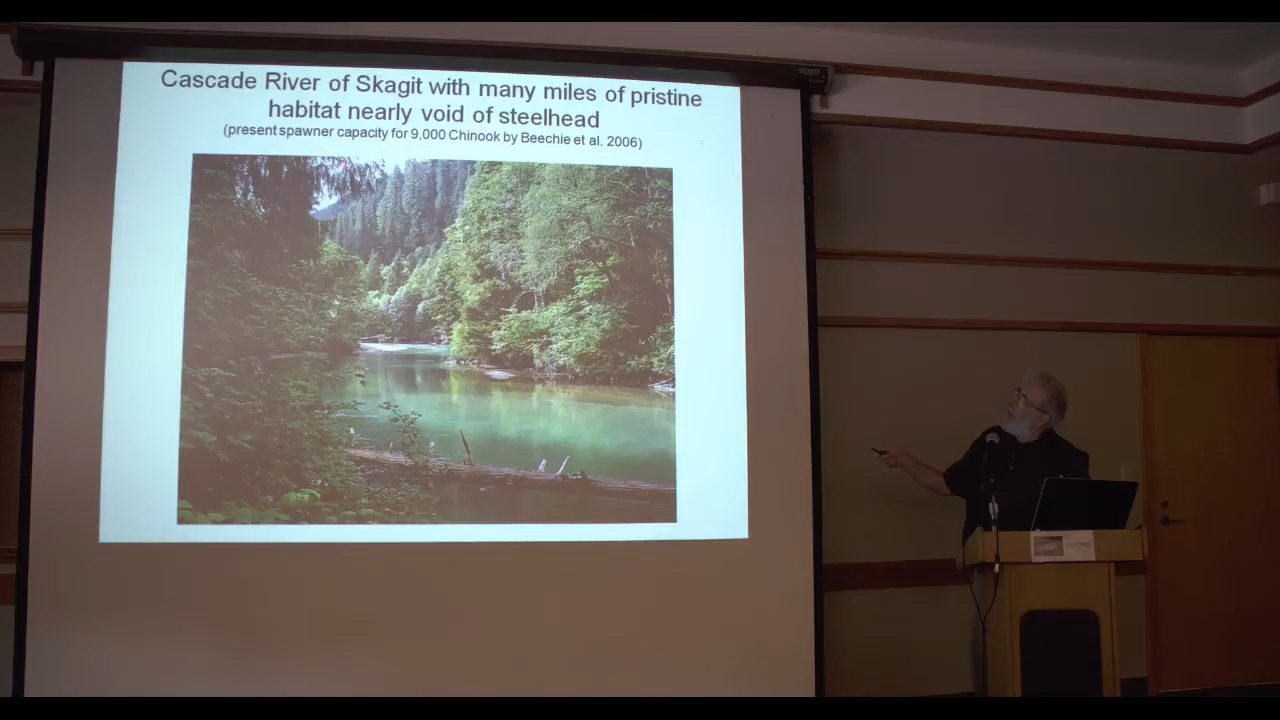 Cascade River of Skagit with many miles of pristine
habitat nearly void of steelhead
(present spawner capacity for 9,000 Chinook by Beechie et al. 2006)